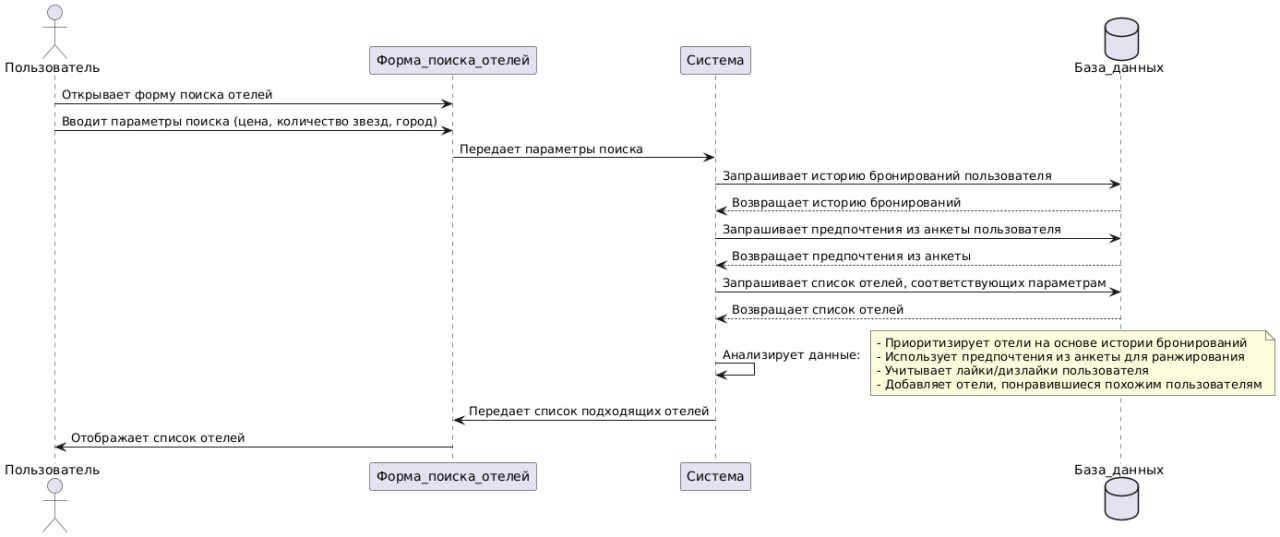 Пользователь
Форма_поиска_отелей
Система
База_данных
Открывает форму поиска отелей
Вводит параметры поиска (цена, количество звезд, город)
Передает параметры поиска
Запрашивает историю бронирований пользователя
Возвращает историю бронирований
Запрашивает предпочтения из анкеты пользователя
Возвращает предпочтения из анкеты
Запрашивает список отелей, соответствующих параметрам
Возвращает список отелей
Анализирует данные:
- Приоритизирует отели на основе истории бронирований
- Использует предпочтения из анкеты для ранжирования
- Учитывает лайки/дизлайки пользователя
- Добавляет отели, понравившиеся похожим пользователям
Передает список подходящих отелей
Отображает список отелей
Пользователь
Форма_поиска_отелей
Система
База_данных